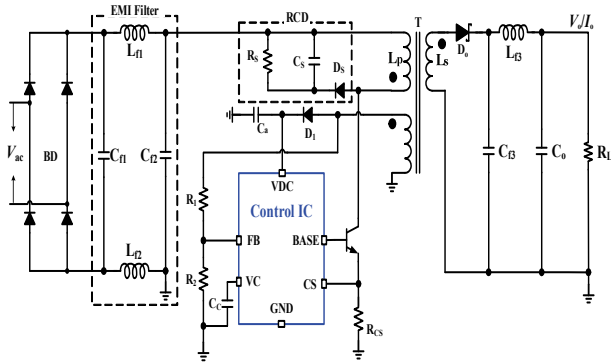 EMI Filter
RCD
T
Vo/Io
Lf1
RS
CS
DS
Lp
Ls
Do
Lf3
Ca
D1
Vac
BD
Cf1
Cf2
Cf3
Co
RL
R1
VDC
Control IC
FB
BASE
Lf2
R2
VC
CS
CC
GND
RCS